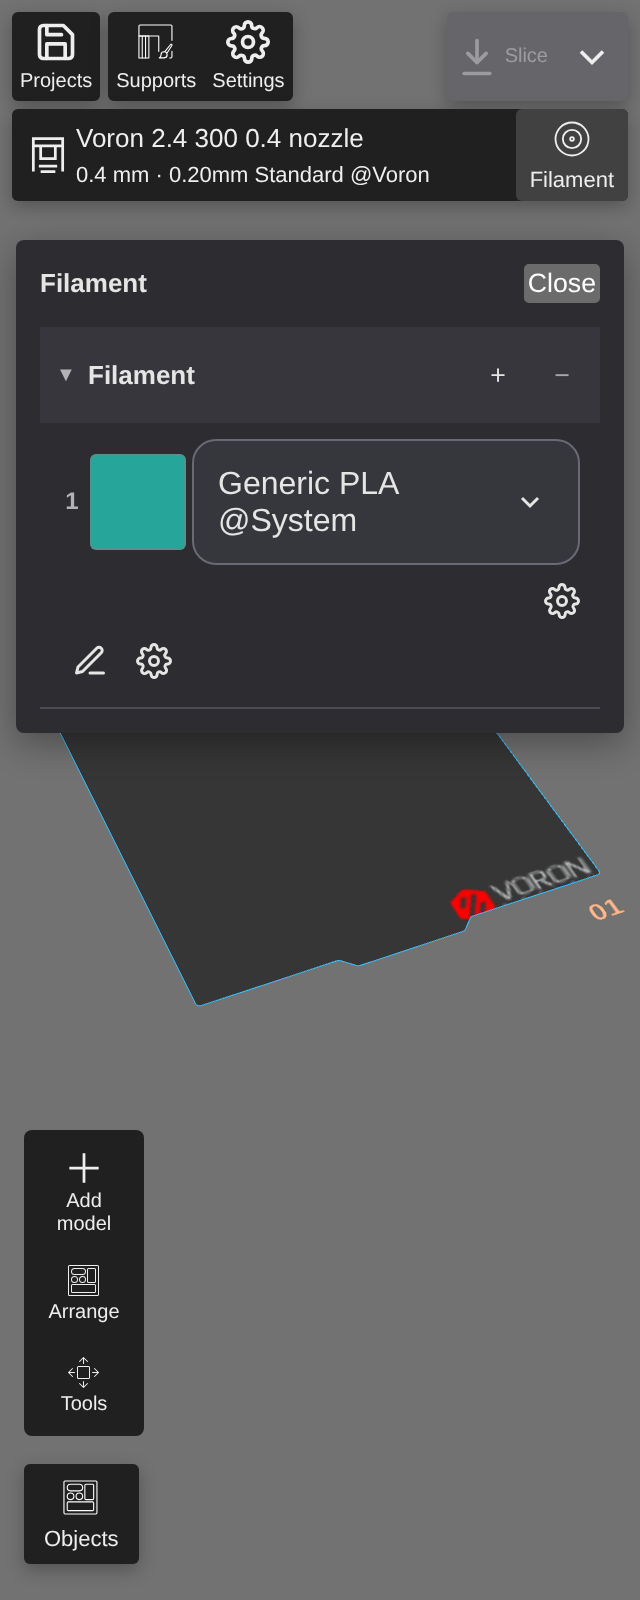 Projects
Supports
Settings
Slice
Voron 2.4 300 0.4 nozzle
0.4 mm · 0.20mm Standard @Voron
Filament
Filament
Close
▼ Filament + −
1
Generic PLA
@System
VORON
01
Add
model
Arrange
Tools
Objects